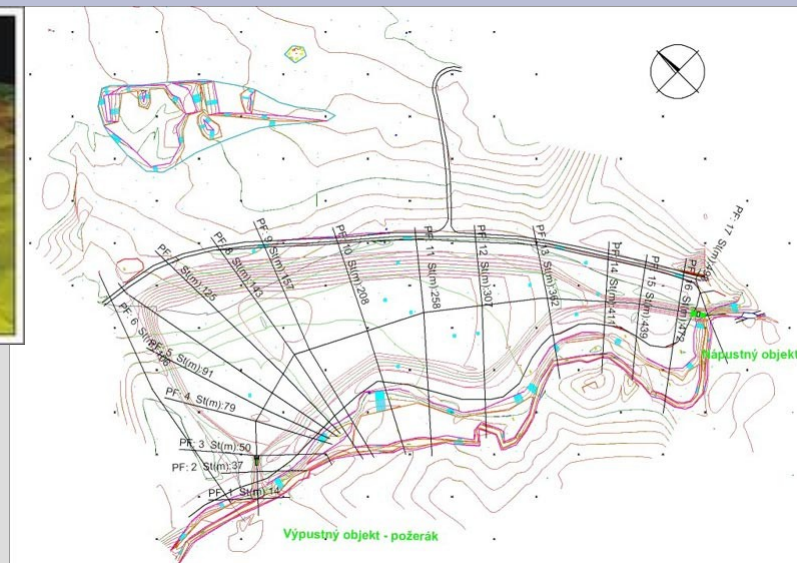 PF: 1 St(m):14
PF: 2 St(m):37
PF: 3 St(m):50
PF: 4 St(m):79
PF: 5 St(m):91
PF: 6
PF: 7 St(m):125
PF: 8 St(m):143
PF: 9 St(m):157
PF: 10 St(m):208
PF: 11 St(m):258
PF: 12 St(m):307
PF: 13 St(m):362
PF: 14 St(m):411
PF: 15 St(m):439
PF: 16 St(m):472
PF: 17
Nápustný objekt
Výpustný objekt - požerák